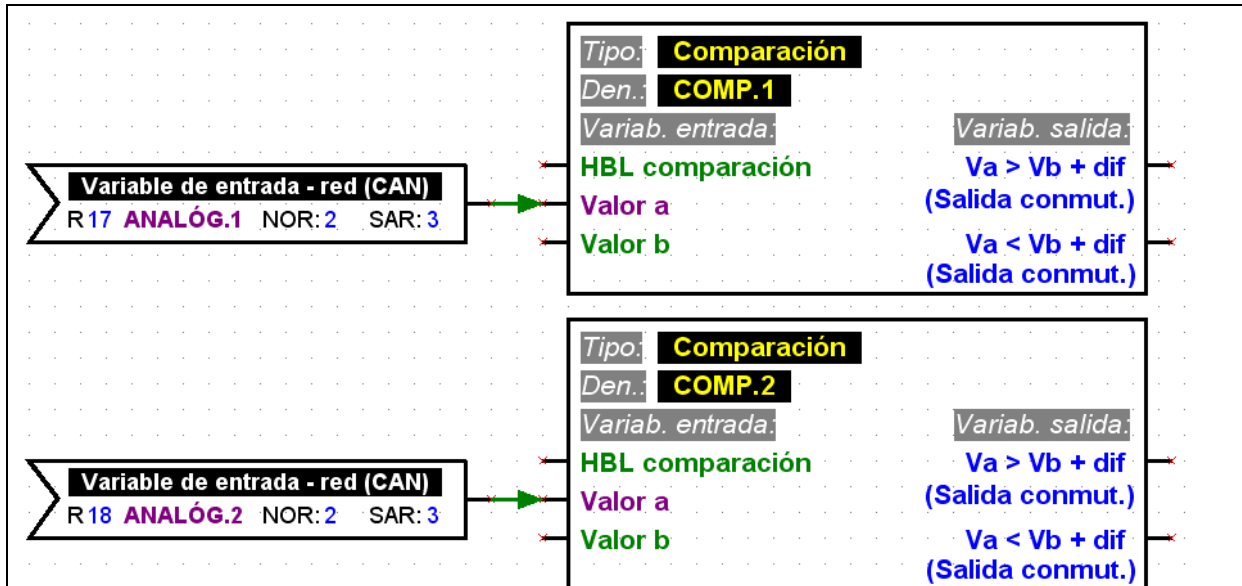 Tipo: Comparación
Den.: COMP.1
Variab. entrada: Variab. salida:
HBL comparación Va > Vb + dif
(Salida conmut.)
Valor a
Valor b Va < Vb + dif
(Salida conmut.)
Variable de entrada - red (CAN)
R 17 ANALÓG.1 NOR: 2 SAR: 3
Tipo: Comparación
Den.: COMP.2
Variab. entrada: Variab. salida:
HBL comparación Va > Vb + dif
(Salida conmut.)
Valor a
Valor b Va < Vb + dif
(Salida conmut.)
Variable de entrada - red (CAN)
R 18 ANALÓG.2 NOR: 2 SAR: 3